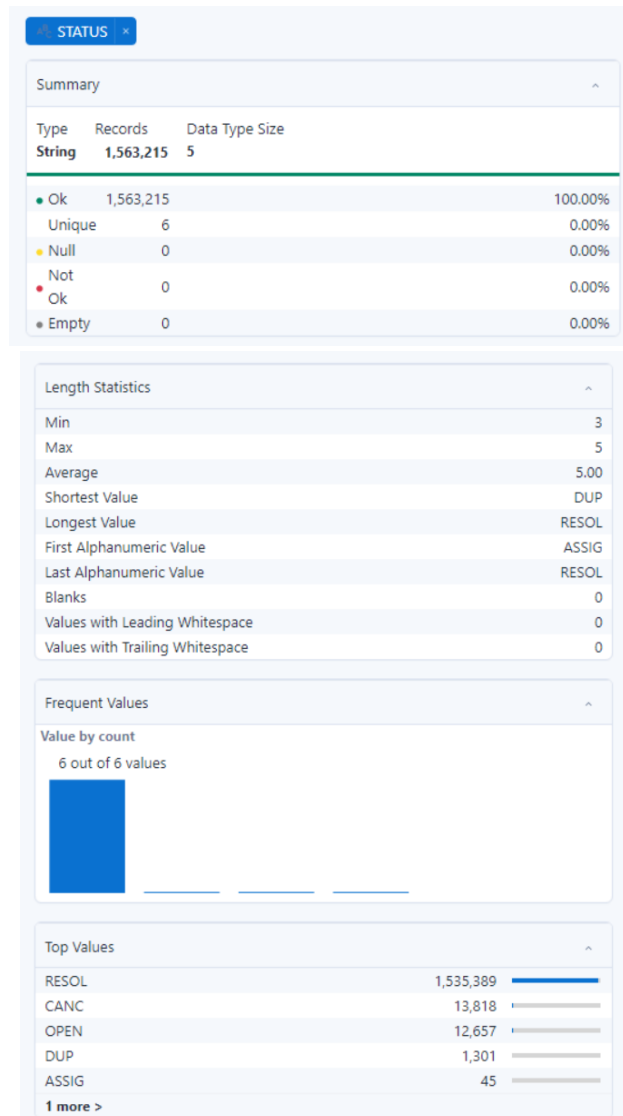 STATUS ×
Summary
Type Records Data Type Size
String 1,563,215 5
Ok 1,563,215 100.00%
Unique 6 0.00%
Null 0 0.00%
Not
Ok 0 0.00%
Empty 0 0.00%
Length Statistics
Min 3
Max 5
Average 5.00
Shortest Value DUP
Longest Value RESOL
First Alphanumeric Value ASSIG
Last Alphanumeric Value RESOL
Blanks 0
Values with Leading Whitespace 0
Values with Trailing Whitespace 0
Frequent Values
Value by count
6 out of 6 values
Top Values
RESOL 1,535,389
CANC 13,818
OPEN 12,657
DUP 1,301
ASSIG 45
1 more >